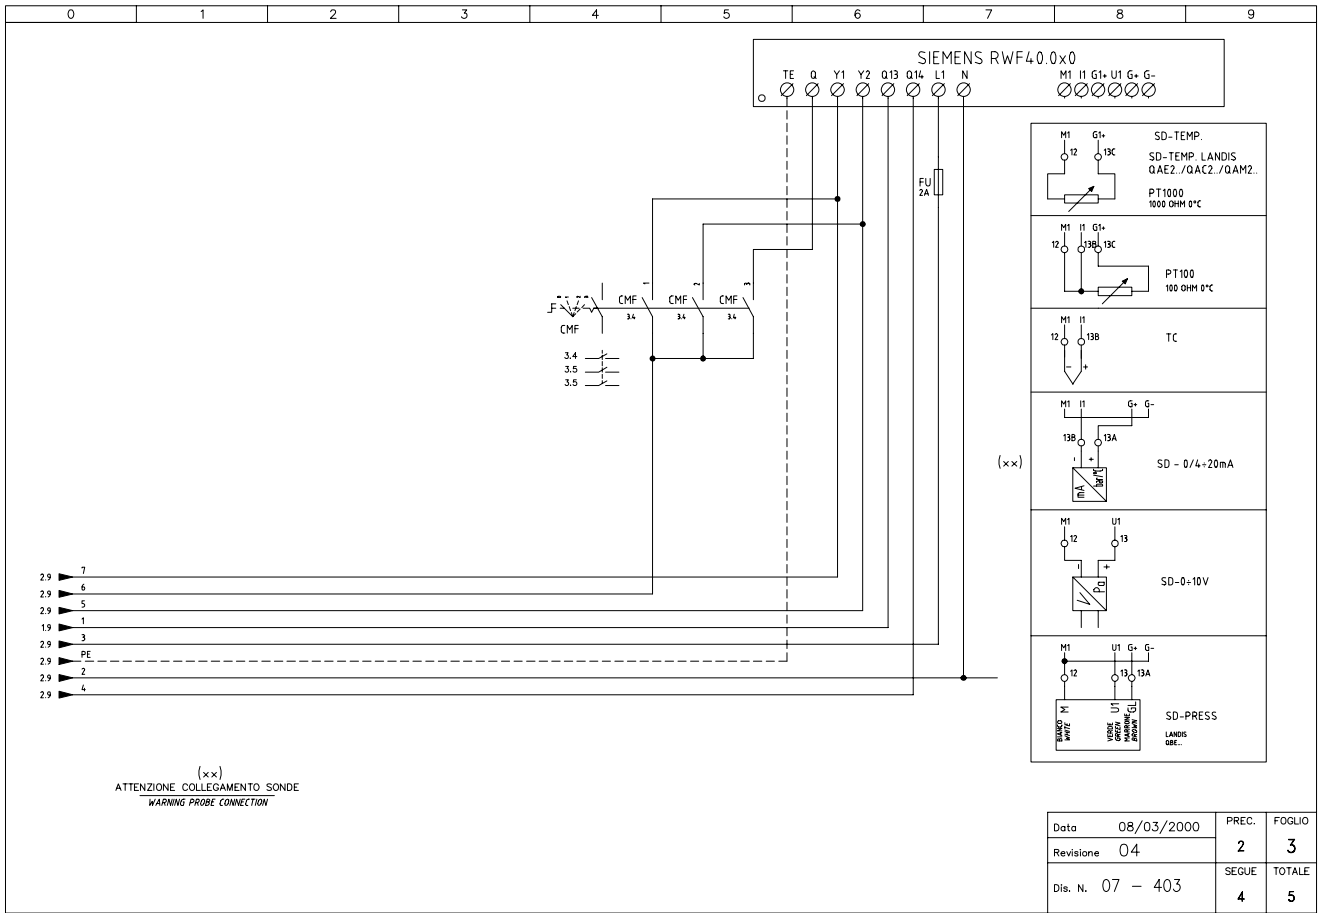 0 1 2 3 4 5 6 7 8 9
SIEMENS RWF40.0x0
TE Q Y1 Y2 Q13 Q14 L1 N M1 I1 G1+ U1 G+ G-
FU
2A
1 2 3
CMF CMF CMF
3.4 3.4 3.4
CMF
3.4
3.5
3.5
M1 G1+ SD-TEMP.
12 13C
SD-TEMP. LANDIS
QAE2../QAC2../QAM2..
PT1000
1000 OHM 0°C
M1 I1 G1+
12 13B 13C
PT100
100 OHM 0°C
M1 I1
12 13B TC
- +
M1 I1 G+ G-
13B 13A
(xx)
- +
SD - 0/4÷20mA
mA bar/°C
M1 U1
12 13
- +
SD-0÷10V
V Pa
M1 U1 G+ G-
12 13 13A
M U1 GL
BIANCO VERDE MARRONE
WHITE GREEN BROWN
SD-PRESS
LANDIS
QBE...
2.9 7
2.9 6
2.9 5
1.9 1
2.9 3
2.9 PE
2.9 2
2.9 4
(xx)
ATTENZIONE COLLEGAMENTO SONDE
WARNING PROBE CONNECTION
Data 08/03/2000
Revisione 04
Dis. N. 07 - 403
PREC. FOGLIO
2 3
SEGUE TOTALE
4 5